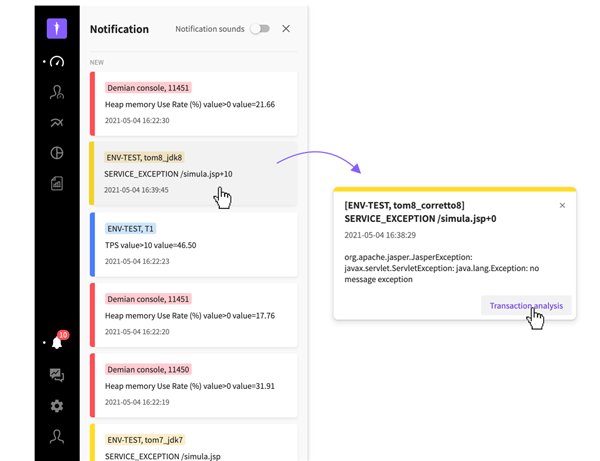 Notification
Notification sounds
NEW
Demian console, 11451
Heap memory Use Rate (%) value>0 value=21.66
2021-05-04 16:22:30
ENV-TEST, tom8_jdk8
SERVICE_EXCEPTION /simula.jsp+10
2021-05-04 16:39:45
ENV-TEST, T1
TPS value>10 value=46.50
2021-05-04 16:22:23
Demian console, 11451
Heap memory Use Rate (%) value>0 value=17.76
2021-05-04 16:22:20
Demian console, 11450
Heap memory Use Rate (%) value>0 value=31.91
2021-05-04 16:22:19
ENV-TEST, tom7_jdk7
SERVICE_EXCEPTION /simula.jsp
10
[ENV-TEST, tom8_corretto8]
SERVICE_EXCEPTION /simula.jsp+0
2021-05-04 16:38:29
org.apache.jasper.JasperException:
javax.servlet.ServletException: java.lang.Exception: no
message exception
Transaction analysis